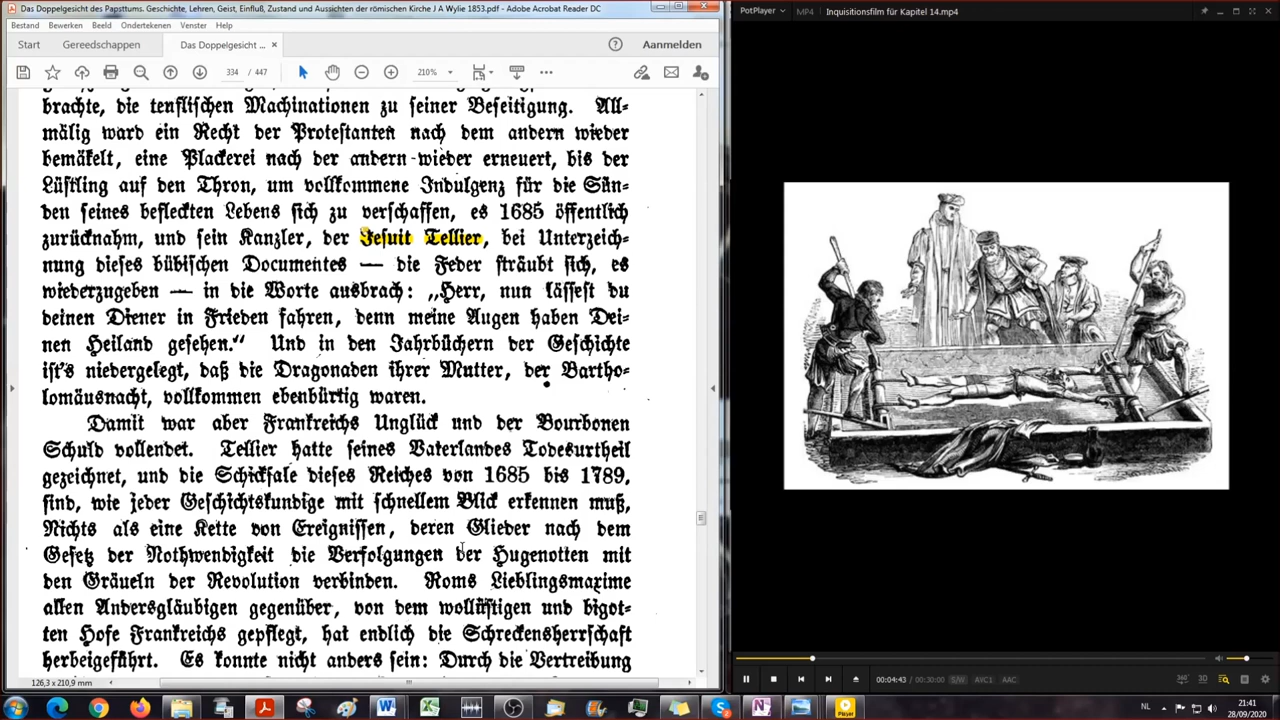 Das Doppelgesicht des Papsttums. Geschichte, Lehren, Geist, Einfluß, Zustand und Aussichten der römischen Kirche J A Wylie 1853.pdf - Adobe Acrobat Reader DC
Bestand Bewerken Beeld Ondertekenen Venster Help
Start Gereedschappen Das Doppelgesicht ... × Anmelden
334 / 447 210%
brachte, die teuflischen Machinationen zu seiner Beseitigung. All-
mälig ward ein Recht der Protestanten nach dem andern wieder
bemäkelt, eine Plackerei nach der andern wieder erneuert, bis der
Lüstling auf den Thron, um vollkommene Indulgenz für die Sün-
den seines befleckten Lebens sich zu verschaffen, es 1685 öffentlich
zurücknahm, und sein Kanzler, der Jesuit Tellier, bei Unterzeich-
nung dieses bübischen Documentes — die Feder sträubt sich, es
wiederzugeben — in die Worte ausbrach: „Herr, nun lässest du
deinen Diener in Frieden fahren, denn meine Augen haben Dei-
nen Heiland gesehen.“ Und in den Jahrbüchern der Geschichte
ist's niedergelegt, daß die Dragonaden ihrer Mutter, der Bartho-
lomäusnacht, vollkommen ebenbürtig waren.
Damit war aber Frankreichs Unglück und der Bourbonen
Schuld vollendet. Tellier hatte seines Vaterlandes Todesurtheil
gezeichnet, und die Schicksale dieses Reiches von 1685 bis 1789,
sind, wie jeder Geschichtskundige mit schnellem Blick erkennen muß,
Nichts als eine Kette von Ereignissen, deren Glieder nach dem
Gesetz der Nothwendigkeit die Verfolgungen der Hugenotten mit
den Gräueln der Revolution verbinden. Roms Lieblingsmaxime
allen Andersgläubigen gegenüber, von dem wollüstigen und bigot-
ten Hofe Frankreichs gepflegt, hat endlich die Schreckensherrschaft
herbeigeführt. Es konnte nicht anders sein: Durch die Vertreibung
126,3 x 210,9 mm
PotPlayer MP4 Inquisitionsfilm für Kapitel 14.mp4
00:04:43 / 00:30:00 S/W AVC1 AAC 360° 3D
NL 21:41
28/09/2020